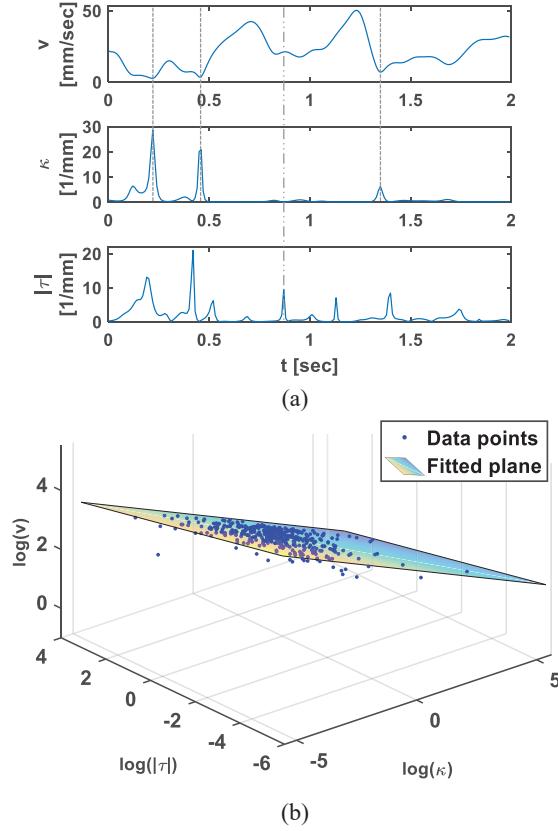 50
v
[mm/sec]
0
0 0.5 1 1.5 2
30
20
κ
[1/mm]
10
0
0 0.5 1 1.5 2
20
|τ|
[1/mm]
10
0
0 0.5 1 1.5 2
t [sec]
(a)
Data points
Fitted plane
4
2
log(v)
0
4
2
0
-2
-4
-6
log(|τ|)
-5
0
5
log(κ)
(b)